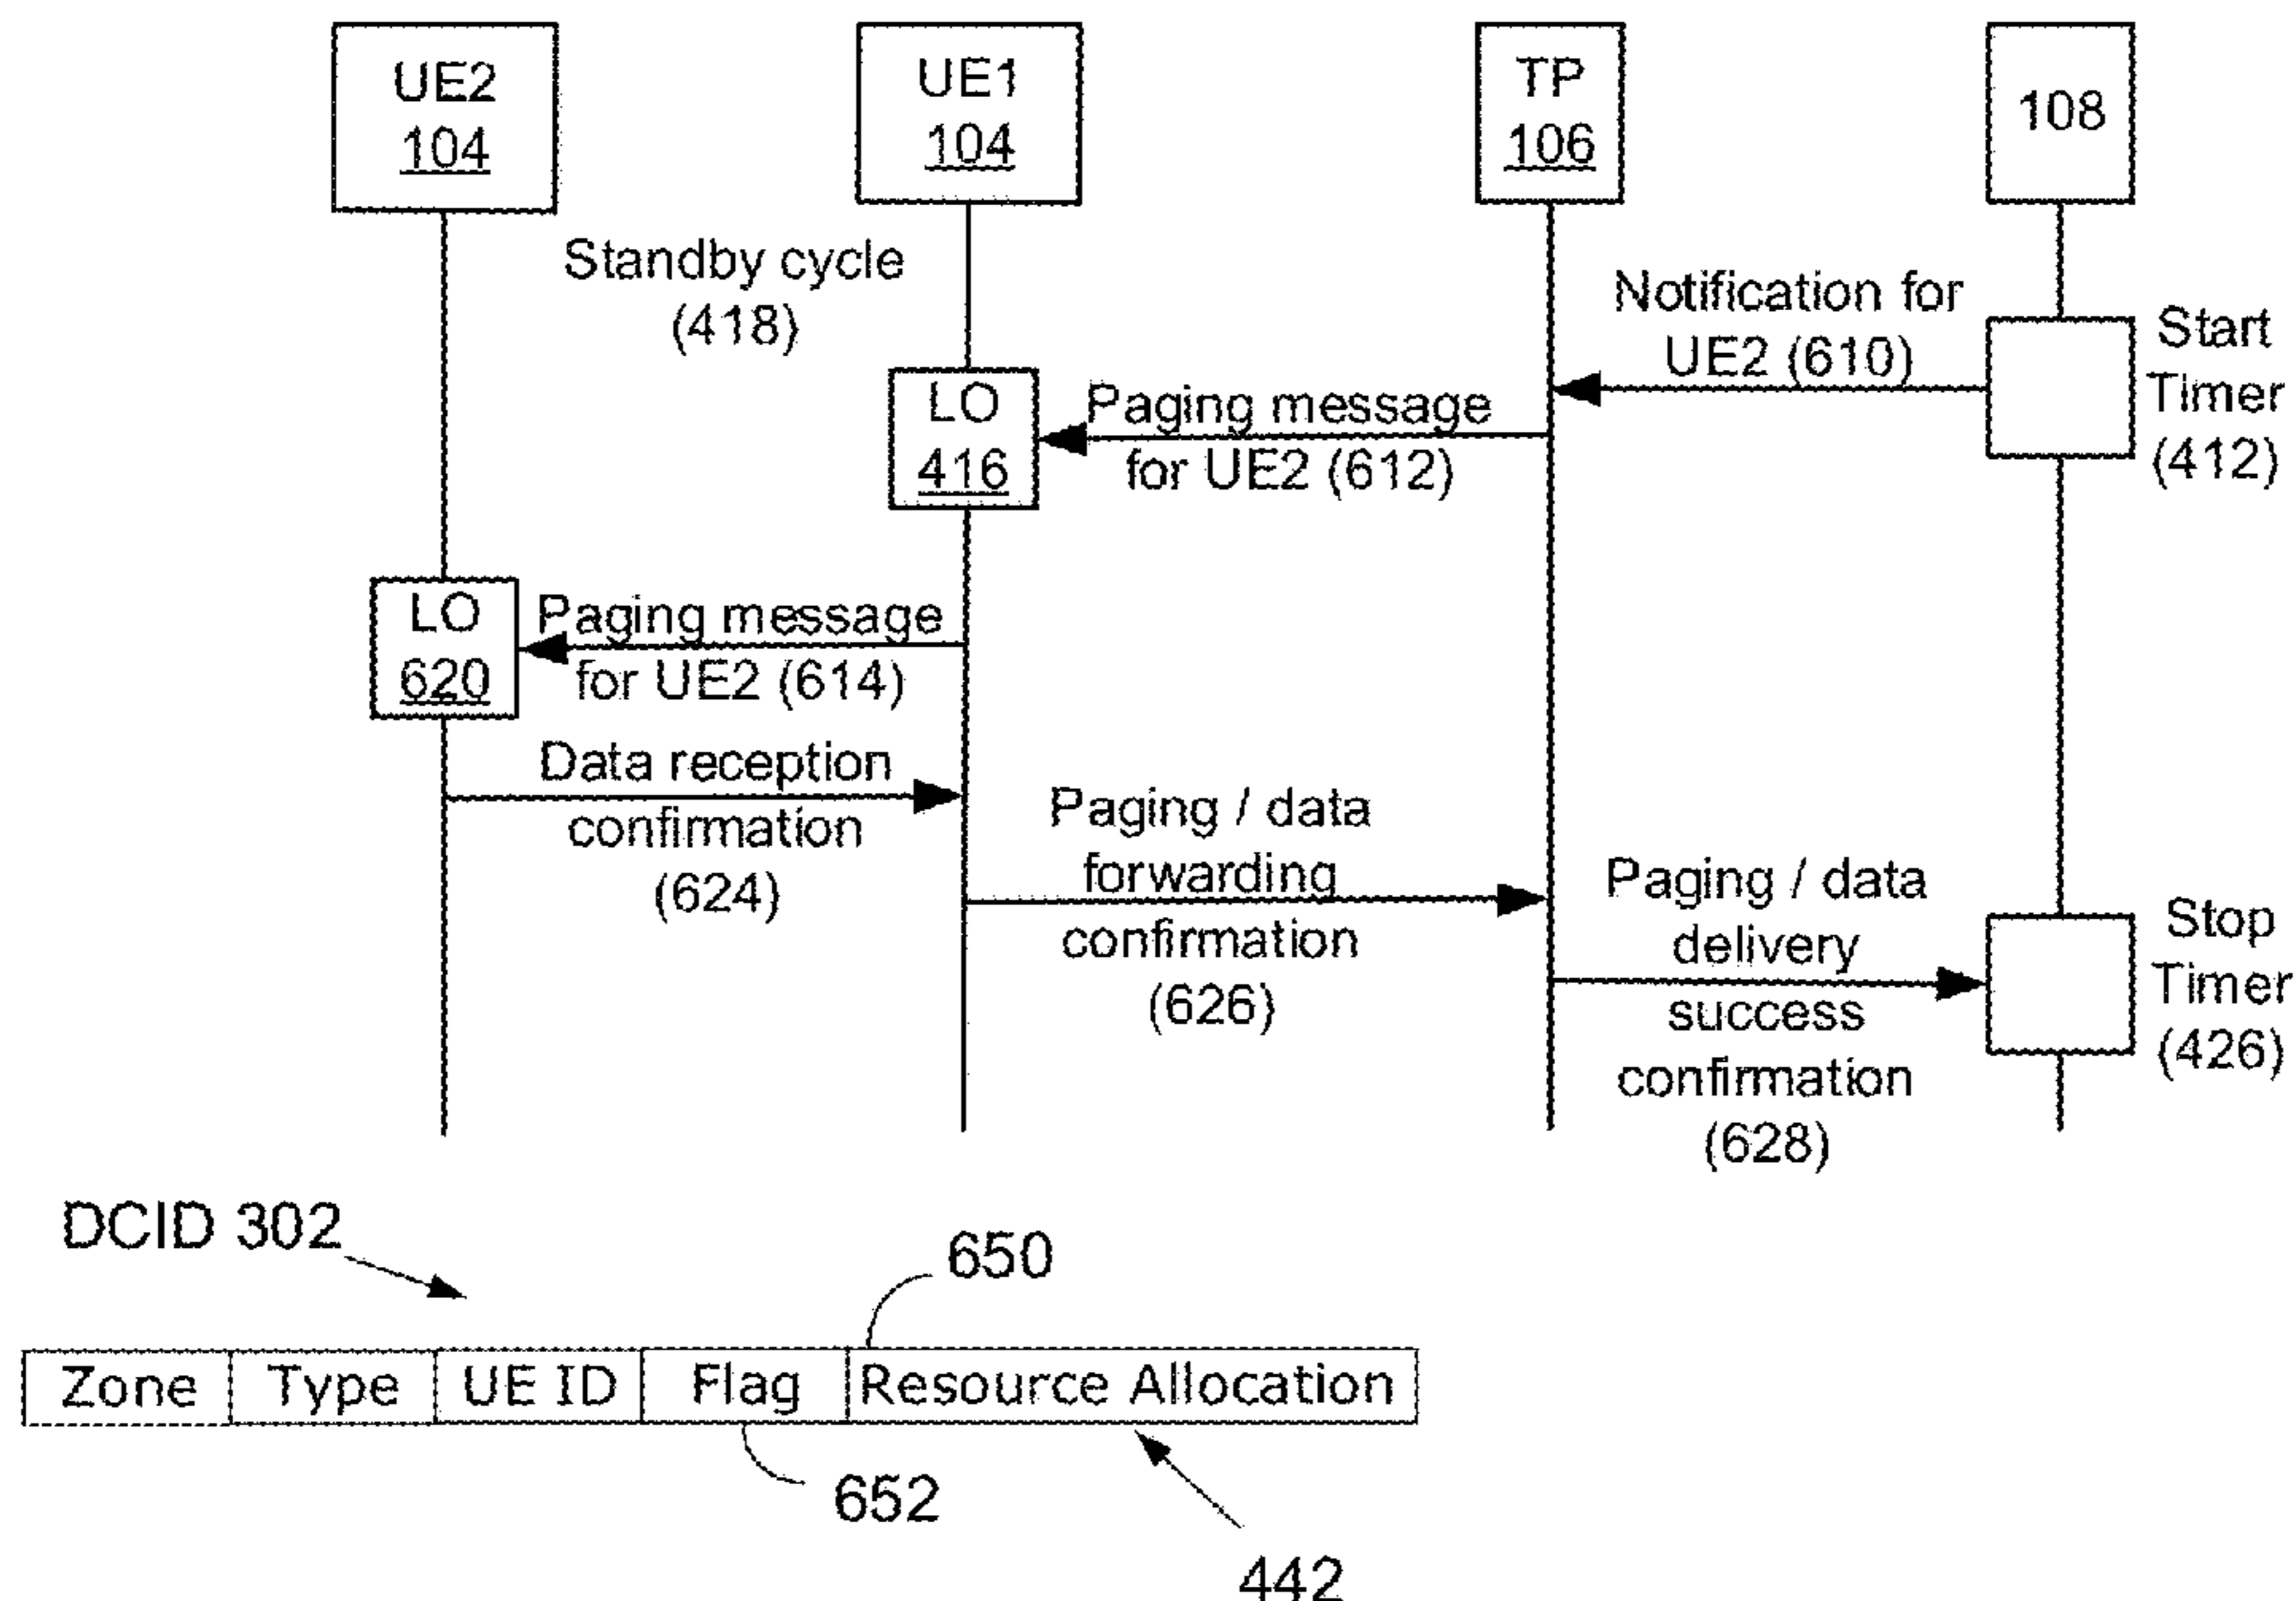 UE2
104
UE1
104
TP
106
108
Standby cycle
(418)
Notification for
UE2 (610)
Start
Timer
(412)
LO
416
Paging message
for UE2 (612)
LO
620
Paging message
for UE2 (614)
Data reception
confirmation
(624)
Paging / data
forwarding
confirmation
(626)
Paging / data
delivery
success
confirmation
(628)
Stop
Timer
(426)
DCID 302
650
Zone Type UE ID Flag Resource Allocation
652
442